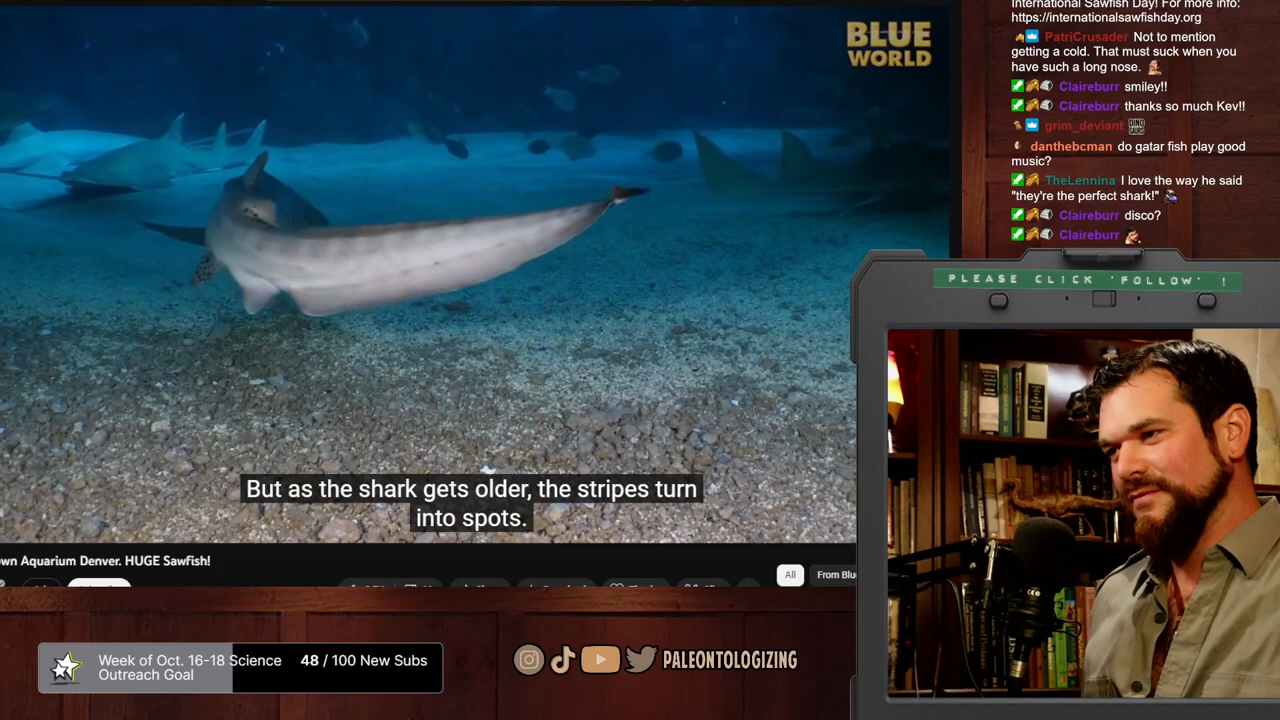 BLUE
WORLD
But as the shark gets older, the stripes turn
into spots.
wn Aquarium Denver. HUGE Sawfish!
All
From Blu
International Sawfish Day! For more info:
https://internationalsawfishday.org
PatriCrusader Not to mention
getting a cold. That must suck when you
have such a long nose.
Claireburr smiley!!
Claireburr thanks so much Kev!!
grim_deviant
danthebcman do gatar fish play good
music?
TheLennina I love the way he said
"they're the perfect shark!"
Claireburr disco?
Claireburr
PLEASE CLICK "FOLLOW" !
Week of Oct. 16-18 Science
Outreach Goal
48 / 100 New Subs
PALEONTOLOGIZING